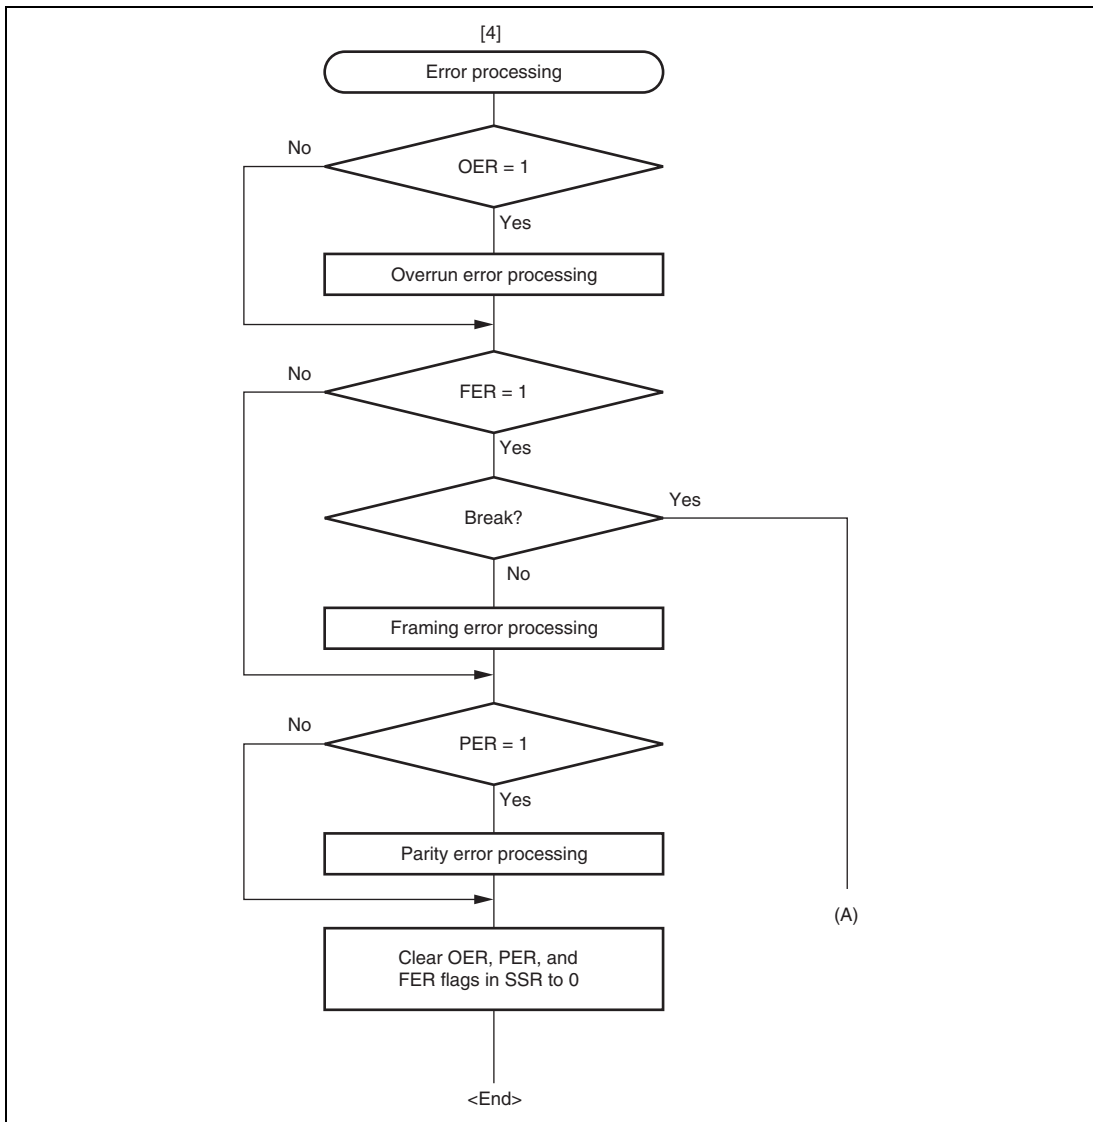 [4]
Error processing
No
OER = 1
Yes
Overrun error processing
No
FER = 1
Yes
Break?
Yes
No
Framing error processing
No
PER = 1
Yes
Parity error processing
(A)
Clear OER, PER, and
FER flags in SSR to 0
<End>